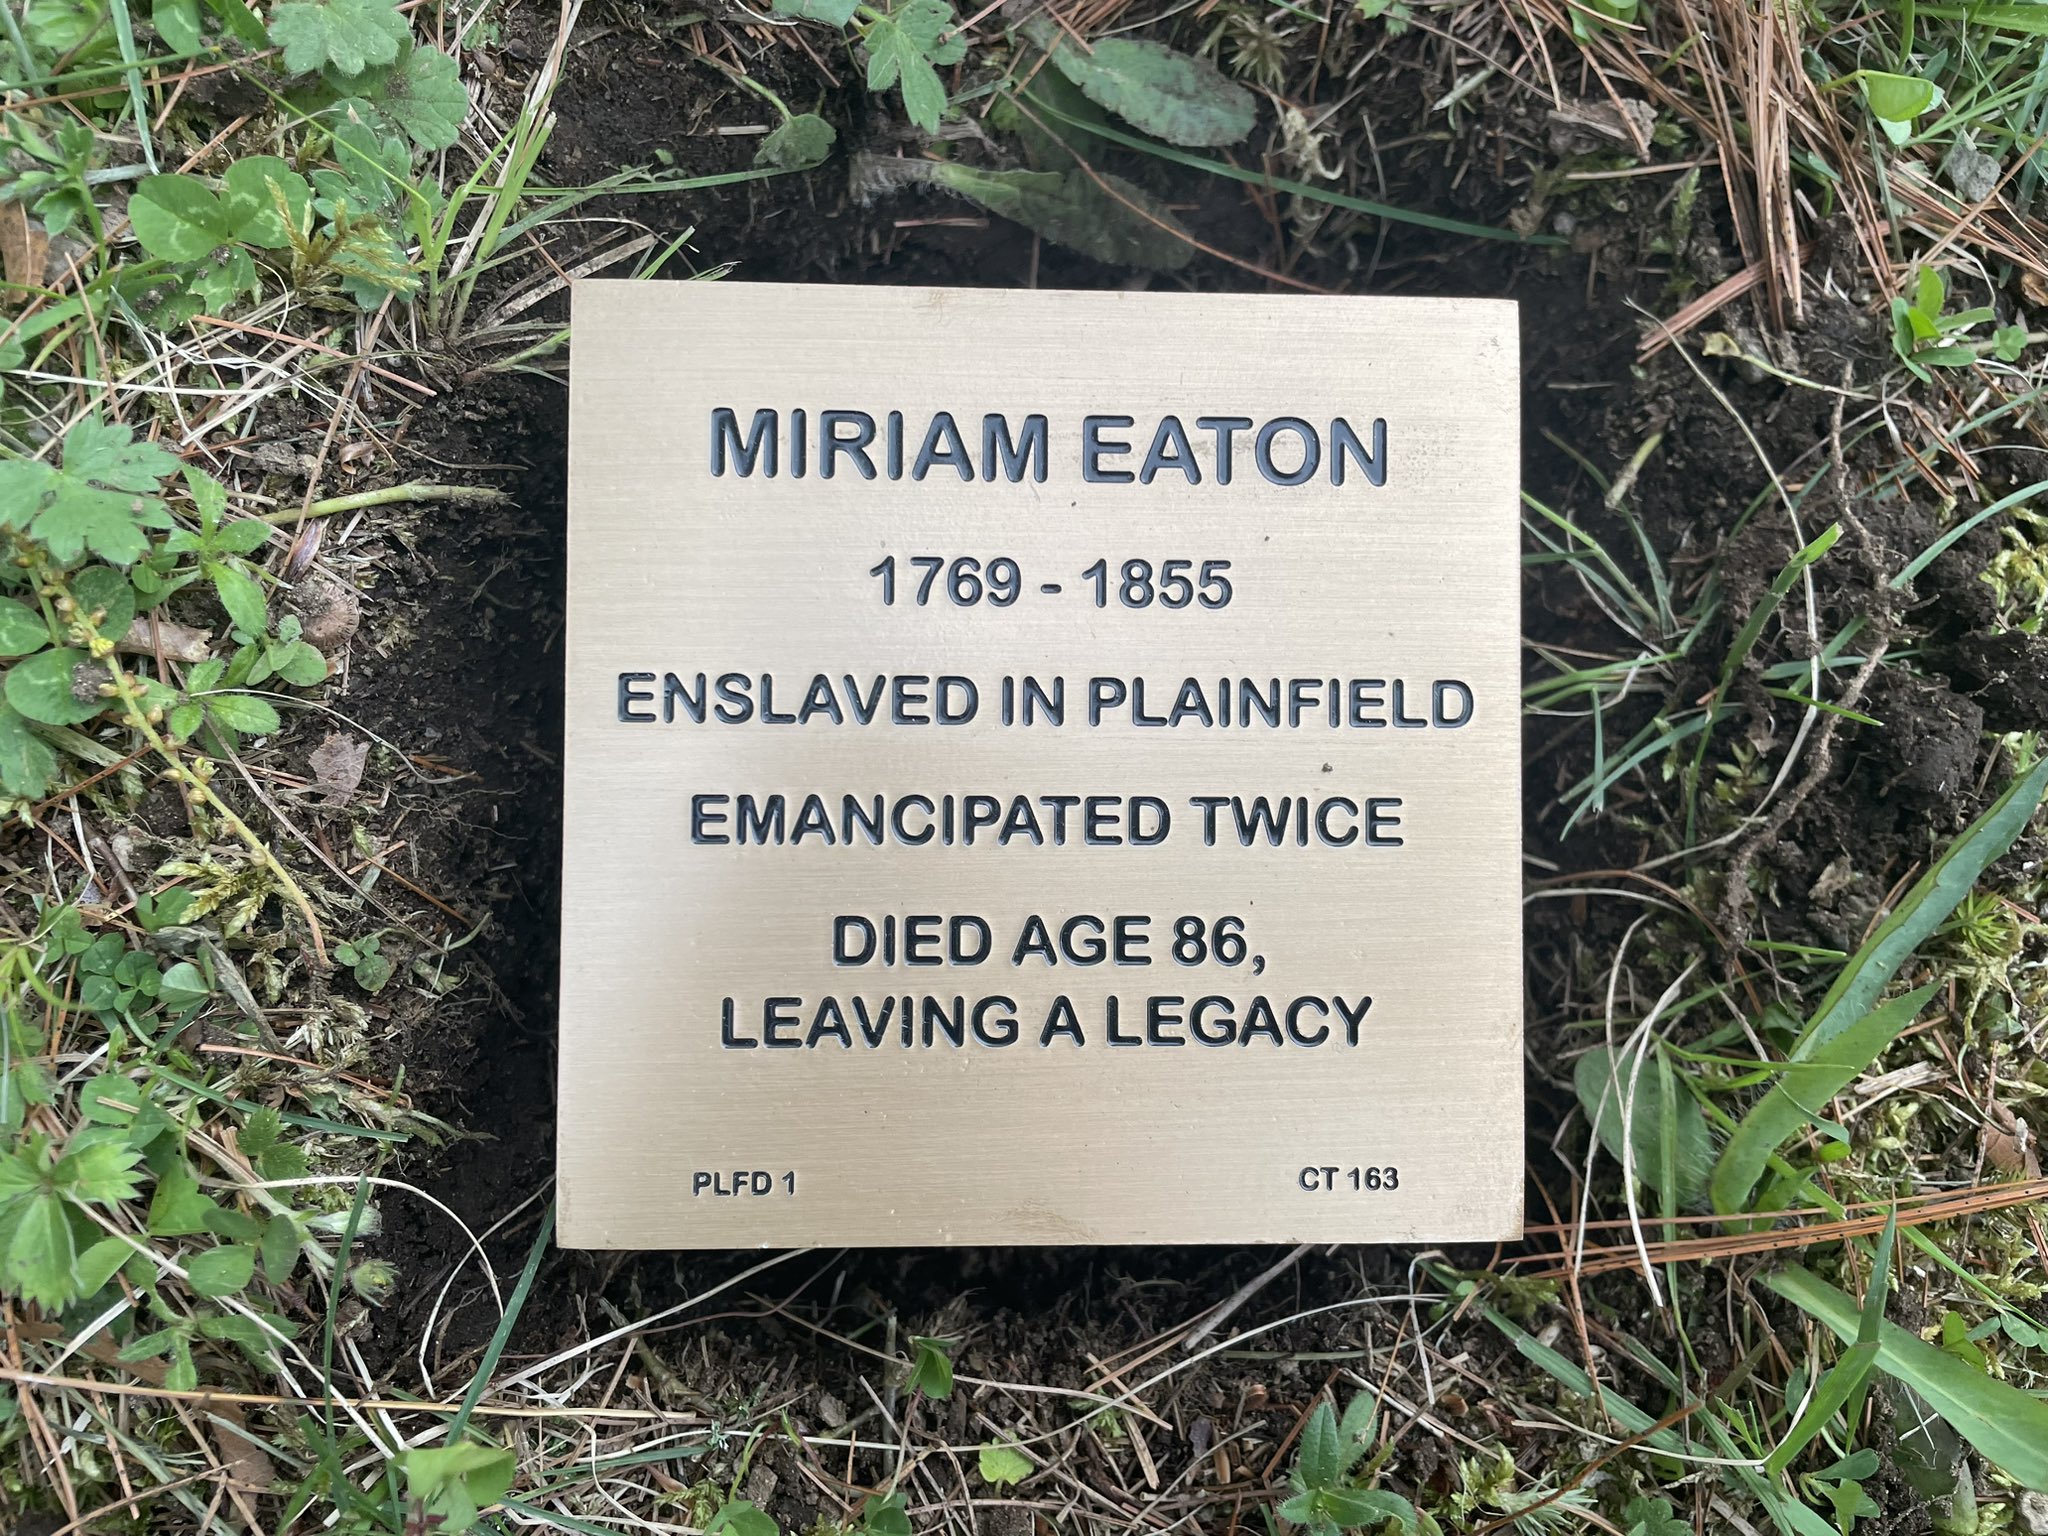 MIRIAM EATON
1769 - 1855
ENSLAVED IN PLAINFIELD
EMANCIPATED TWICE
DIED AGE 86,
LEAVING A LEGACY
PLFD 1 CT 163